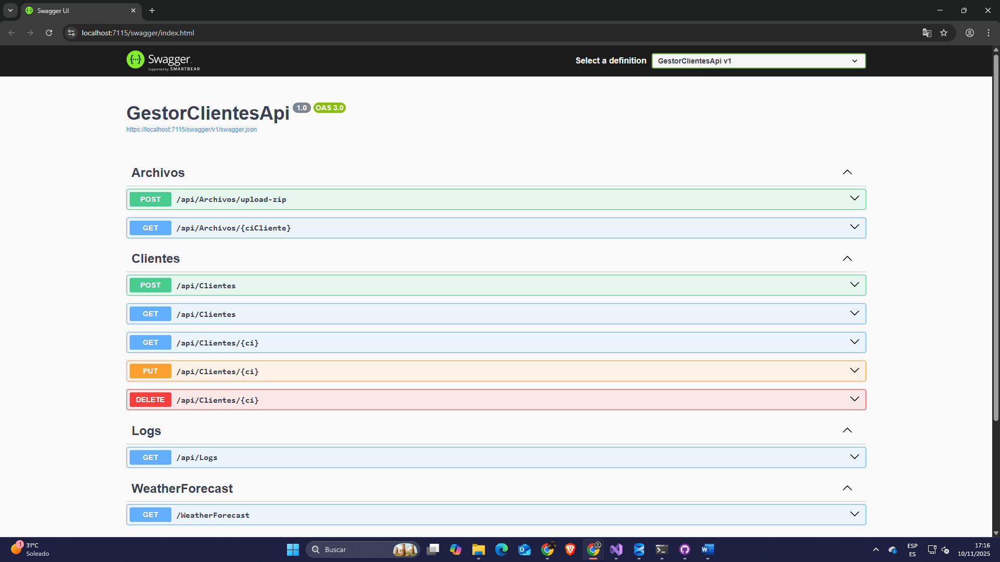 Swagger UI
localhost:7115/swagger/index.html
Swagger
Supported by SMARTBEAR
Select a definition
GestorClientesApi v1
GestorClientesApi 1.0 OAS 3.0
https://localhost:7115/swagger/v1/swagger.json
Archivos
POST /api/Archivos/upload-zip
GET /api/Archivos/{ciCliente}
Clientes
POST /api/Clientes
GET /api/Clientes
GET /api/Clientes/{ci}
PUT /api/Clientes/{ci}
DELETE /api/Clientes/{ci}
Logs
GET /api/Logs
WeatherForecast
GET /WeatherForecast
1
31°C
Soleado
Buscar
ESP
ES
17:16
10/11/2025